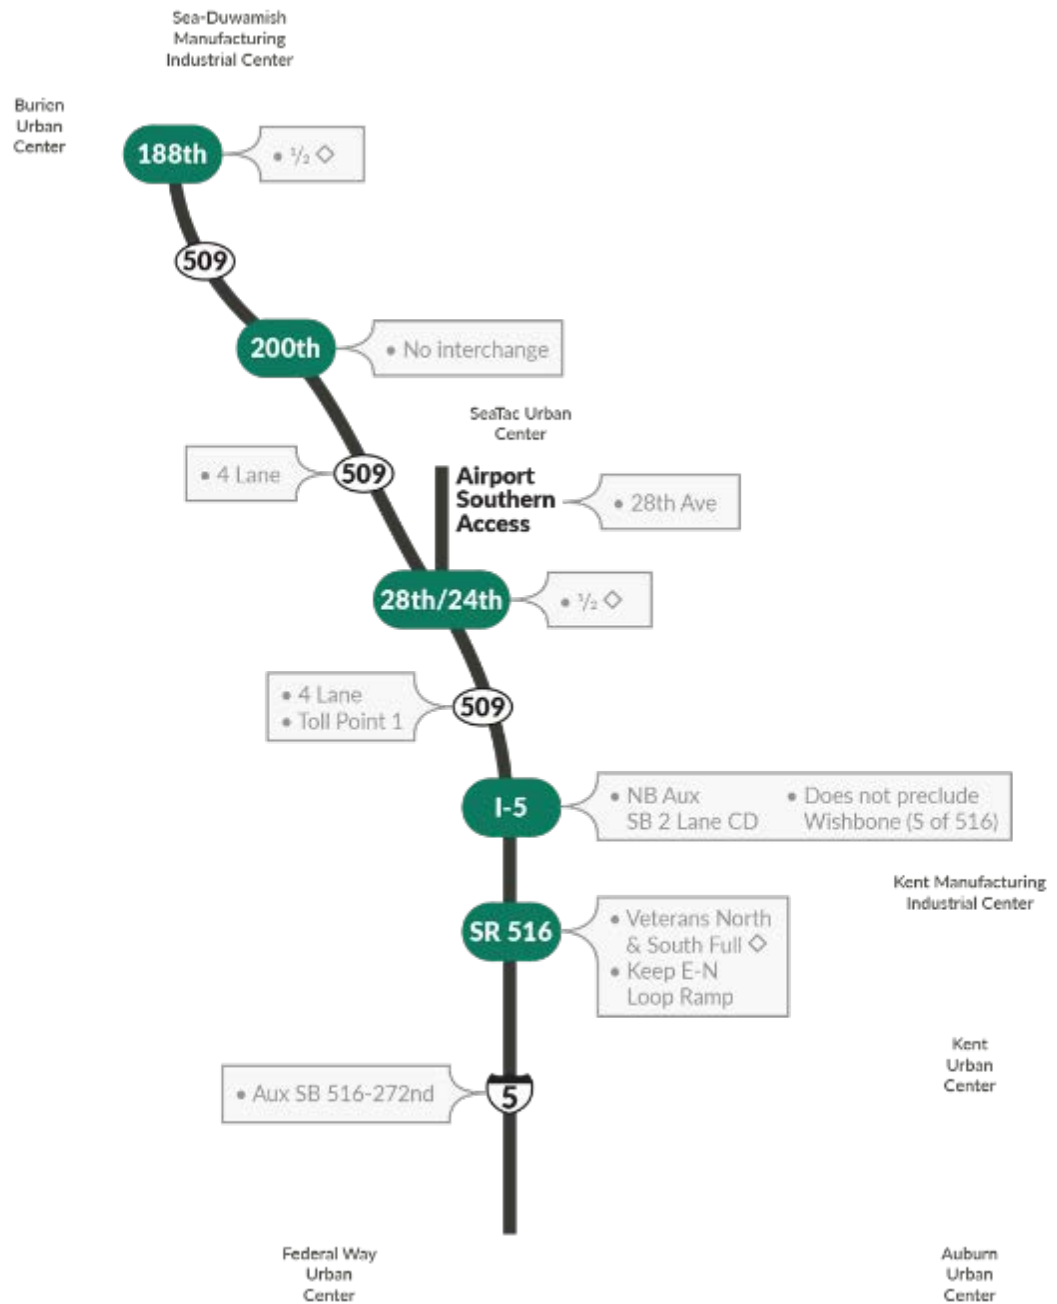 Sea-Duwamish
Manufacturing
Industrial Center
Burien
Urban
Center
188th
• ½ ◇
509
200th
• No interchange
SeaTac Urban
Center
• 4 Lane
509
Airport
Southern
Access
• 28th Ave
28th/24th
• ½ ◇
• 4 Lane
• Toll Point 1
509
I-5
• NB Aux
SB 2 Lane CD
• Does not preclude
Wishbone (S of 516)
Kent Manufacturing
Industrial Center
SR 516
• Veterans North
& South Full ◇
• Keep E-N
Loop Ramp
Kent
Urban
Center
• Aux SB 516-272nd
5
Federal Way
Urban
Center
Auburn
Urban
Center